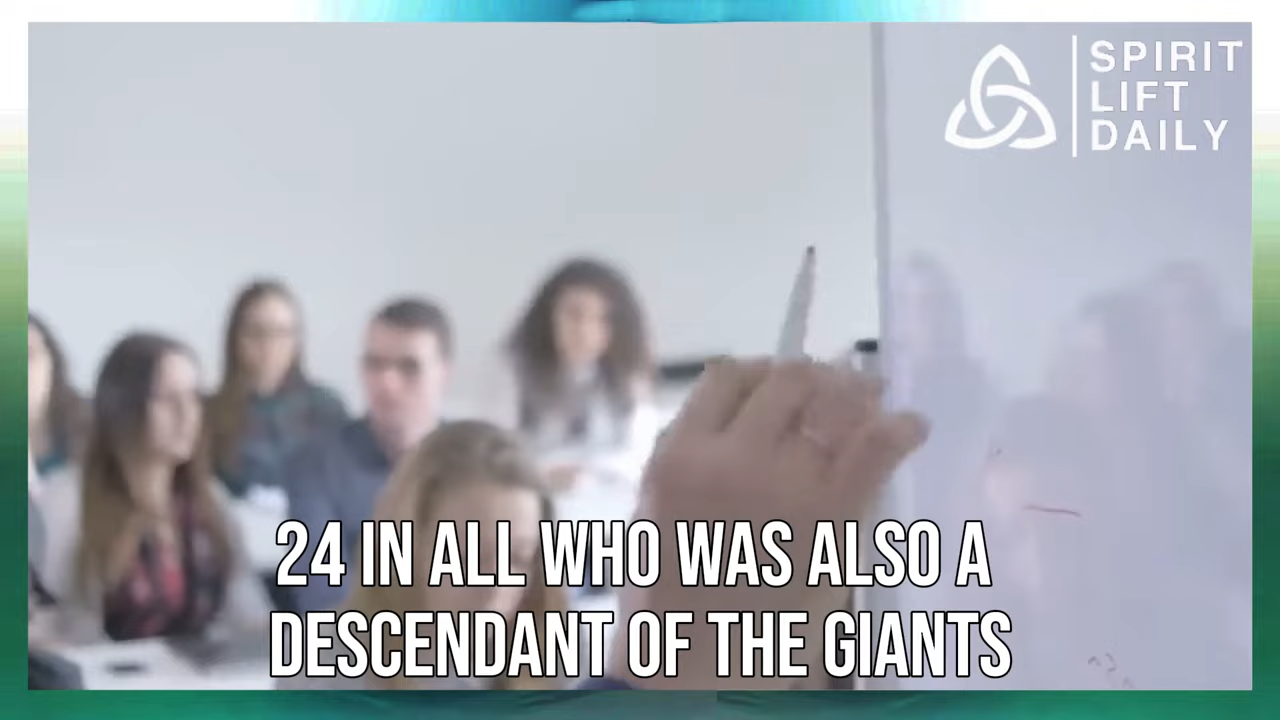 SPIRIT
LIFT
DAILY
24 IN ALL WHO WAS ALSO A
DESCENDANT OF THE GIANTS